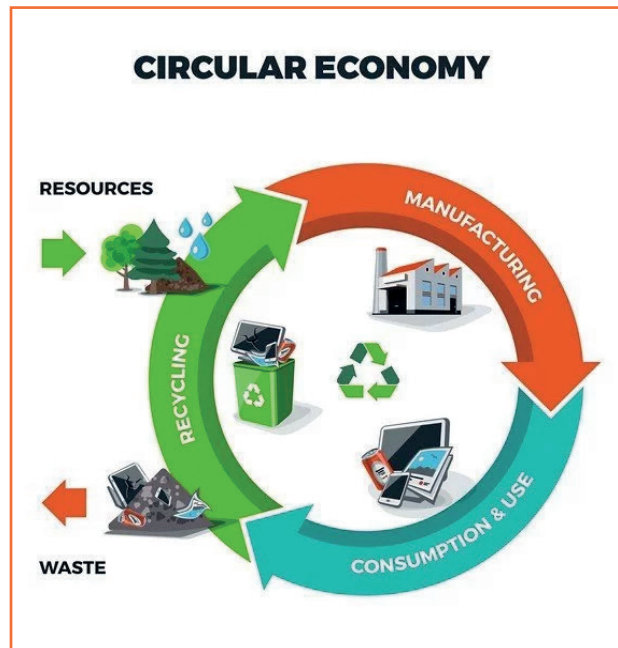 CIRCULAR ECONOMY
RESOURCES
MANUFACTURING
RECYCLING
CONSUMPTION & USE
WASTE